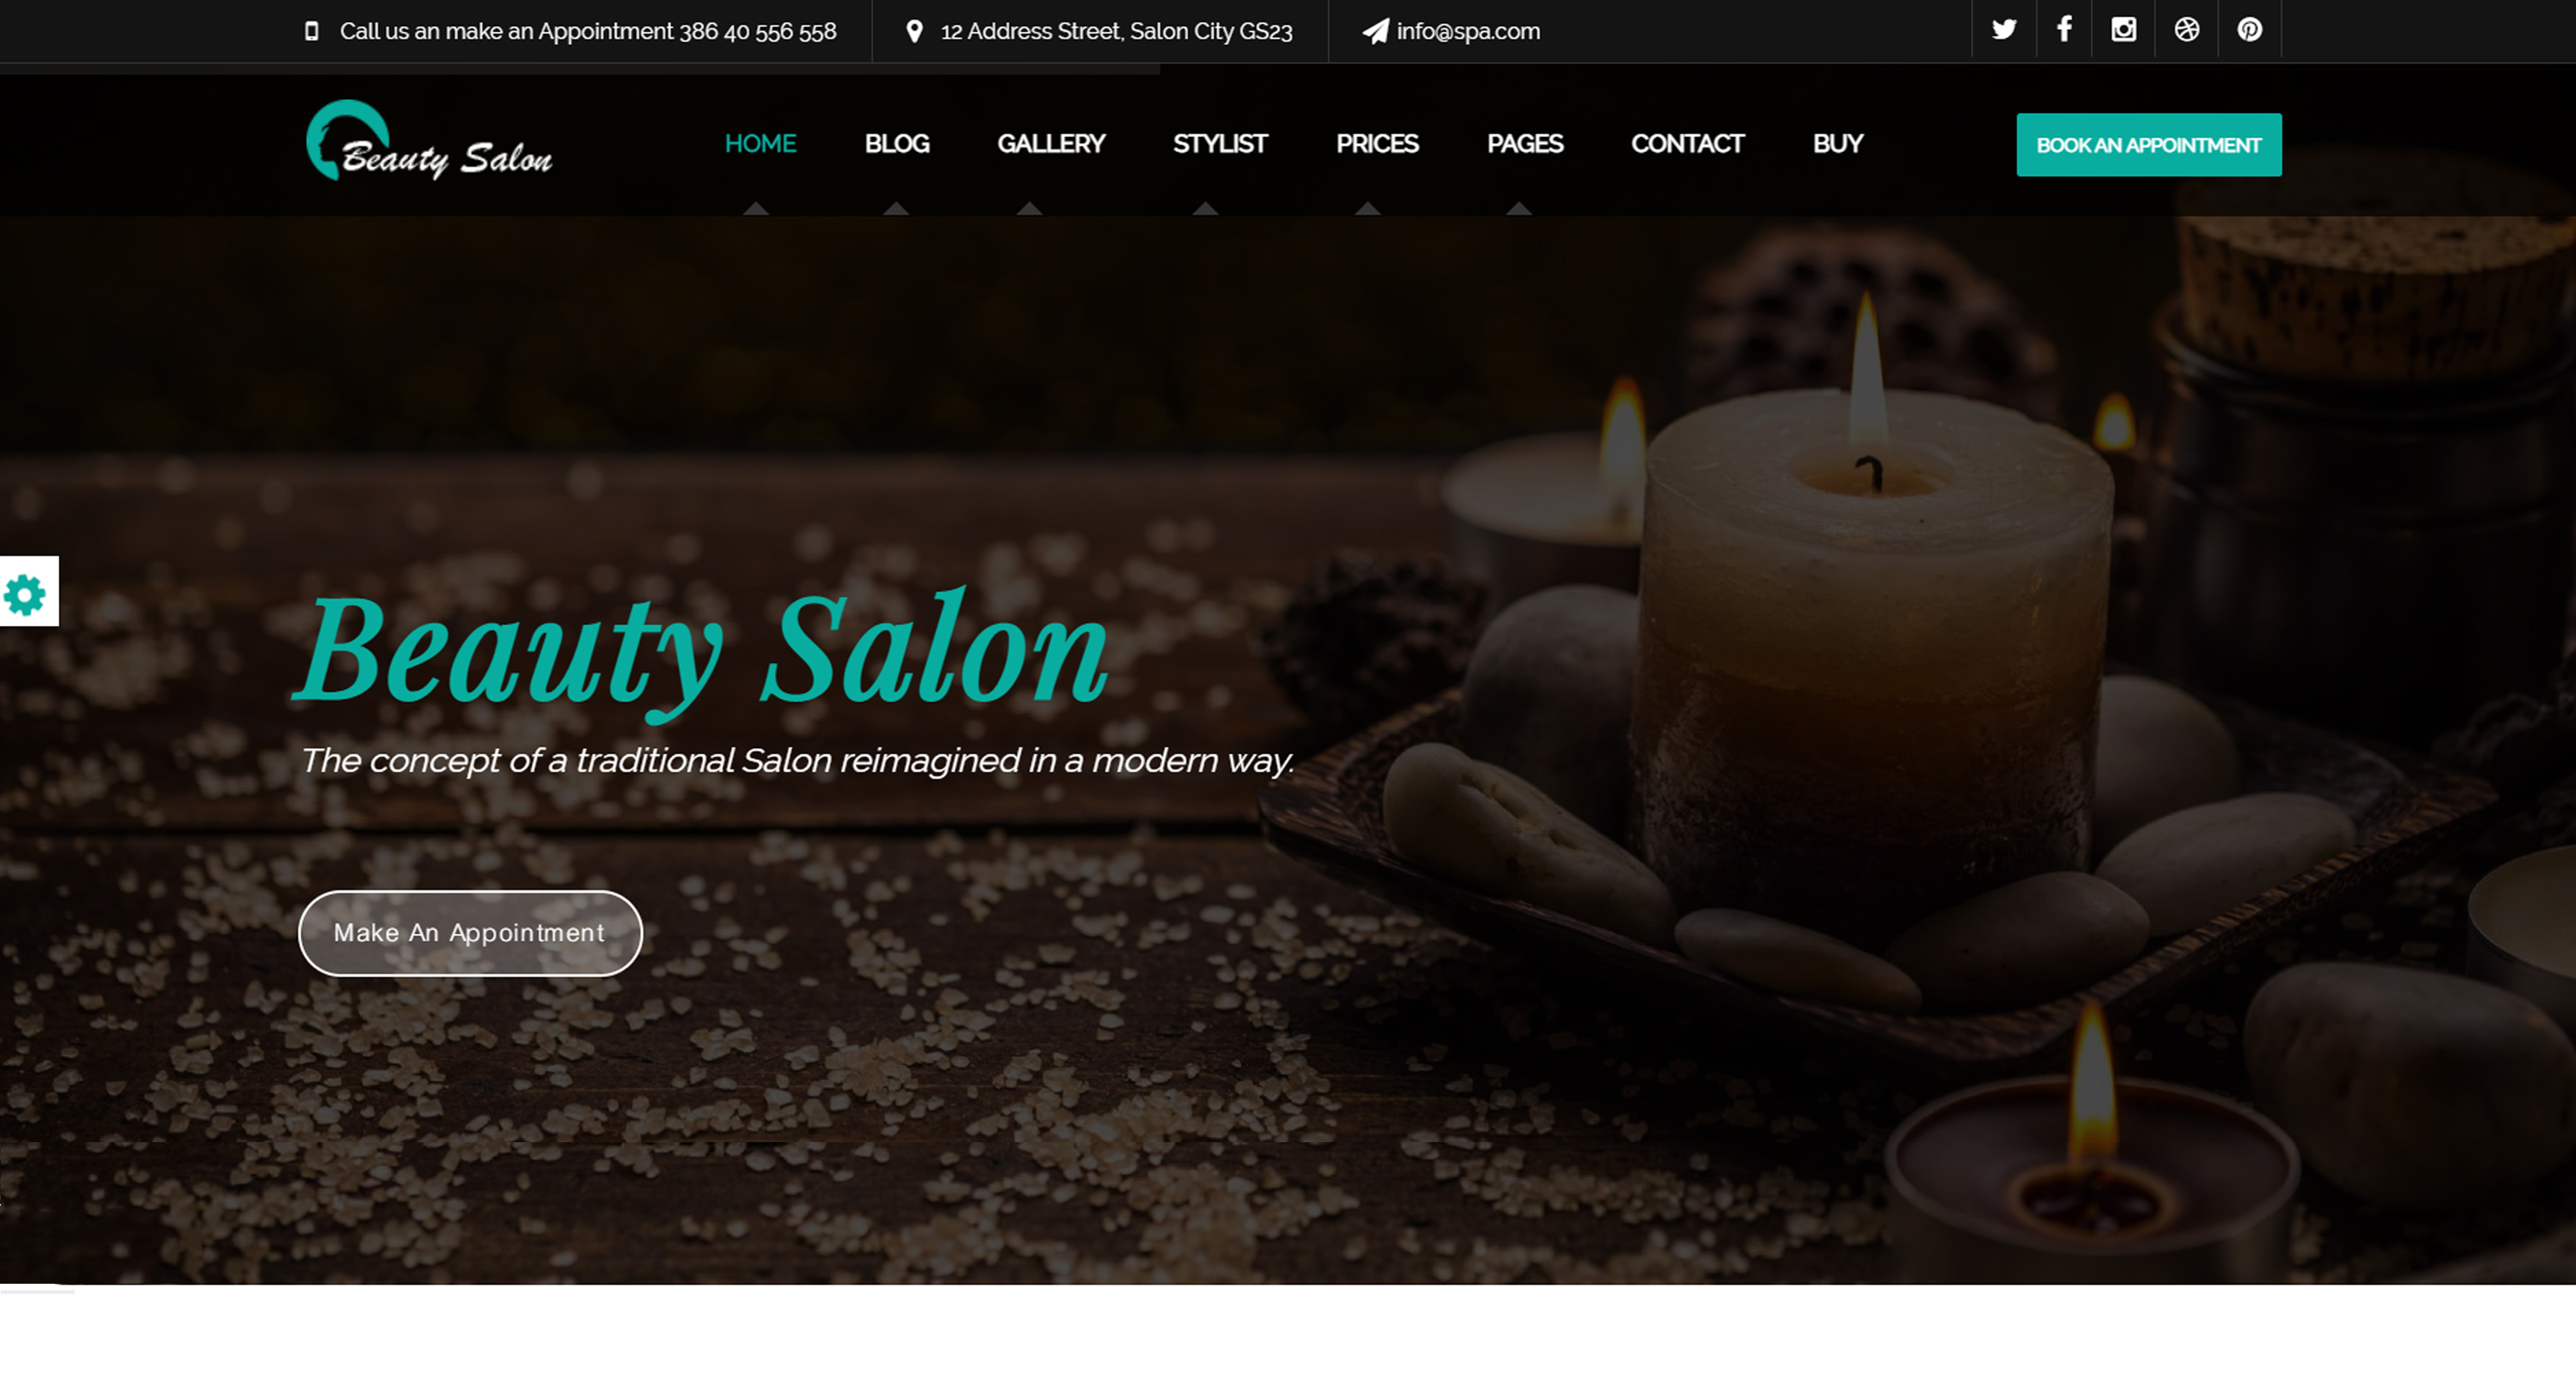 Call us an make an Appointment 386 40 556 558
12 Address Street, Salon City GS23
info@spa.com
Beauty Salon
HOME
BLOG
GALLERY
STYLIST
PRICES
PAGES
CONTACT
BUY
BOOK AN APPOINTMENT
Beauty Salon
The concept of a traditional Salon reimagined in a modern way.
Make An Appointment